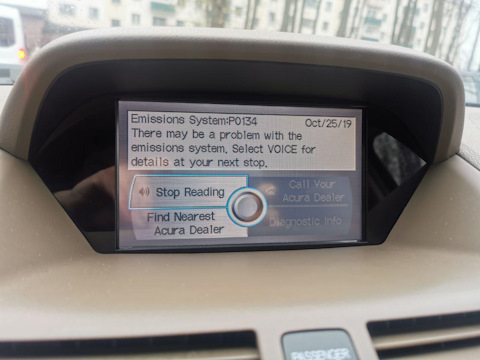 Emissions System:P0134 Oct/25/19
There may be a problem with the
emissions system. Select VOICE for
details at your next stop.
Stop Reading
Call Your
Acura Dealer
Find Nearest
Acura Dealer
Diagnostic Info
PASSENGER